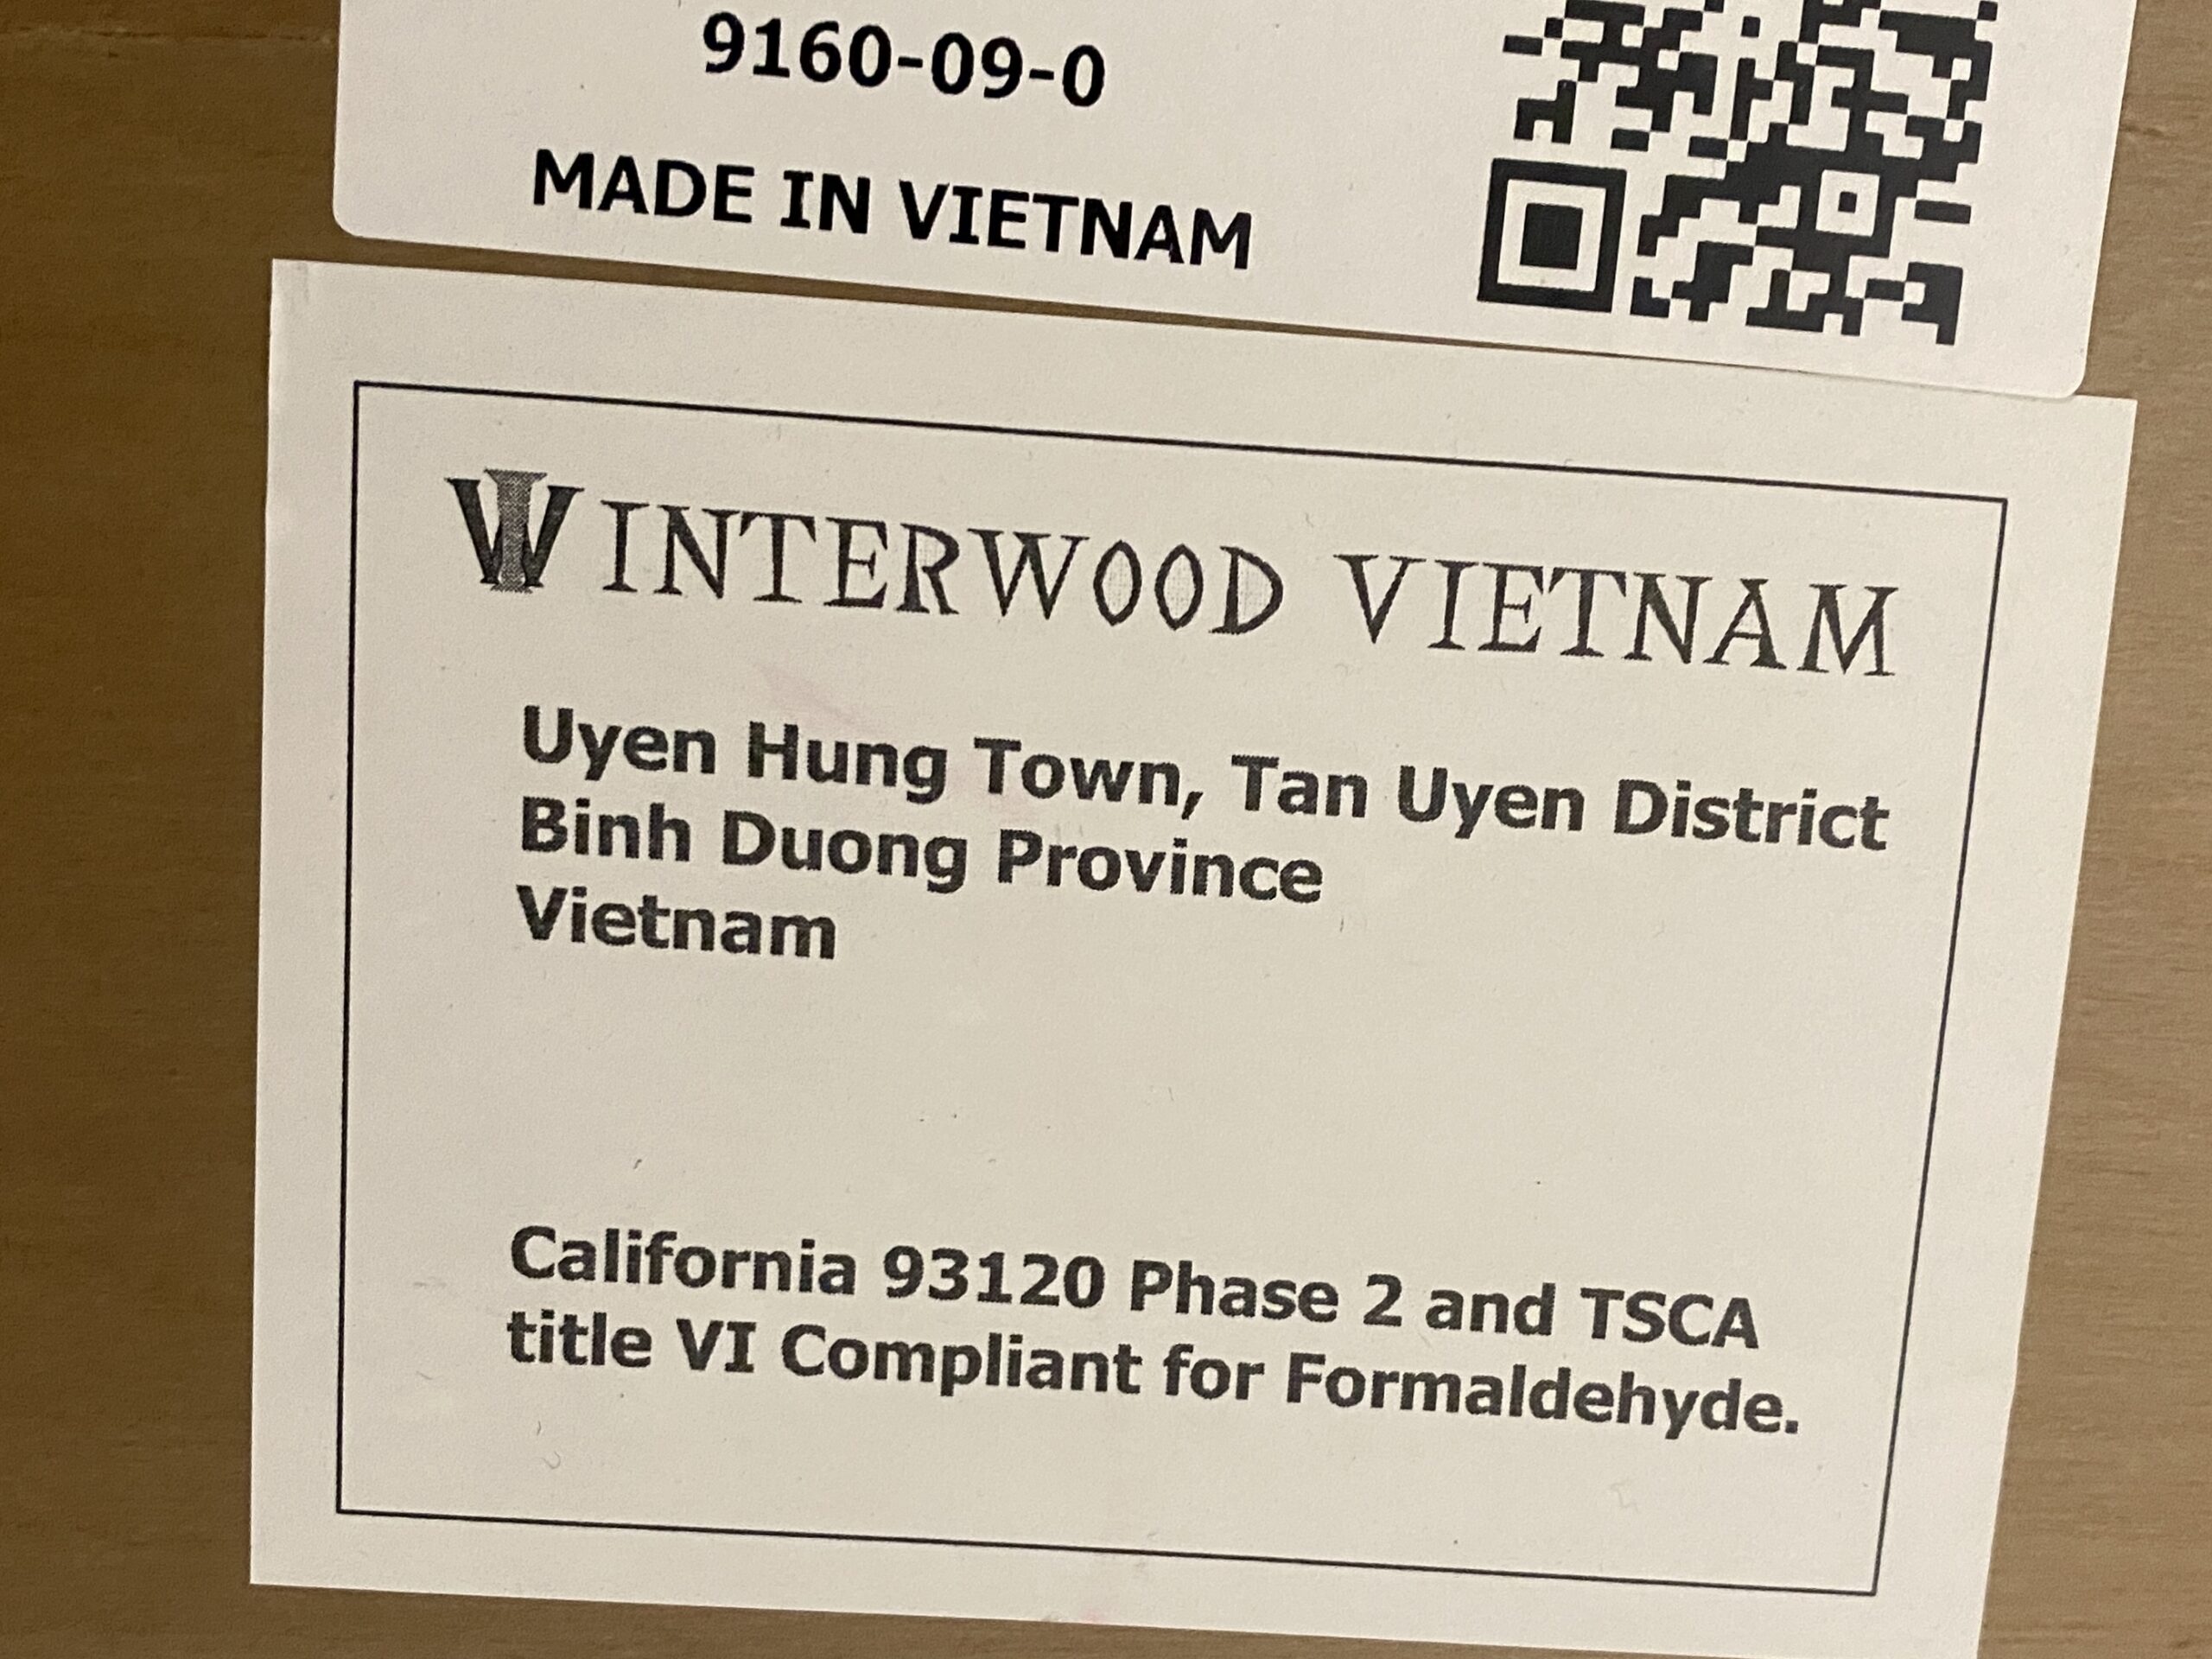 9160-09-0
MADE IN VIETNAM
WINTERWOOD VIETNAM
Uyen Hung Town, Tan Uyen District
Binh Duong Province
Vietnam
California 93120 Phase 2 and TSCA
title VI Compliant for Formaldehyde.